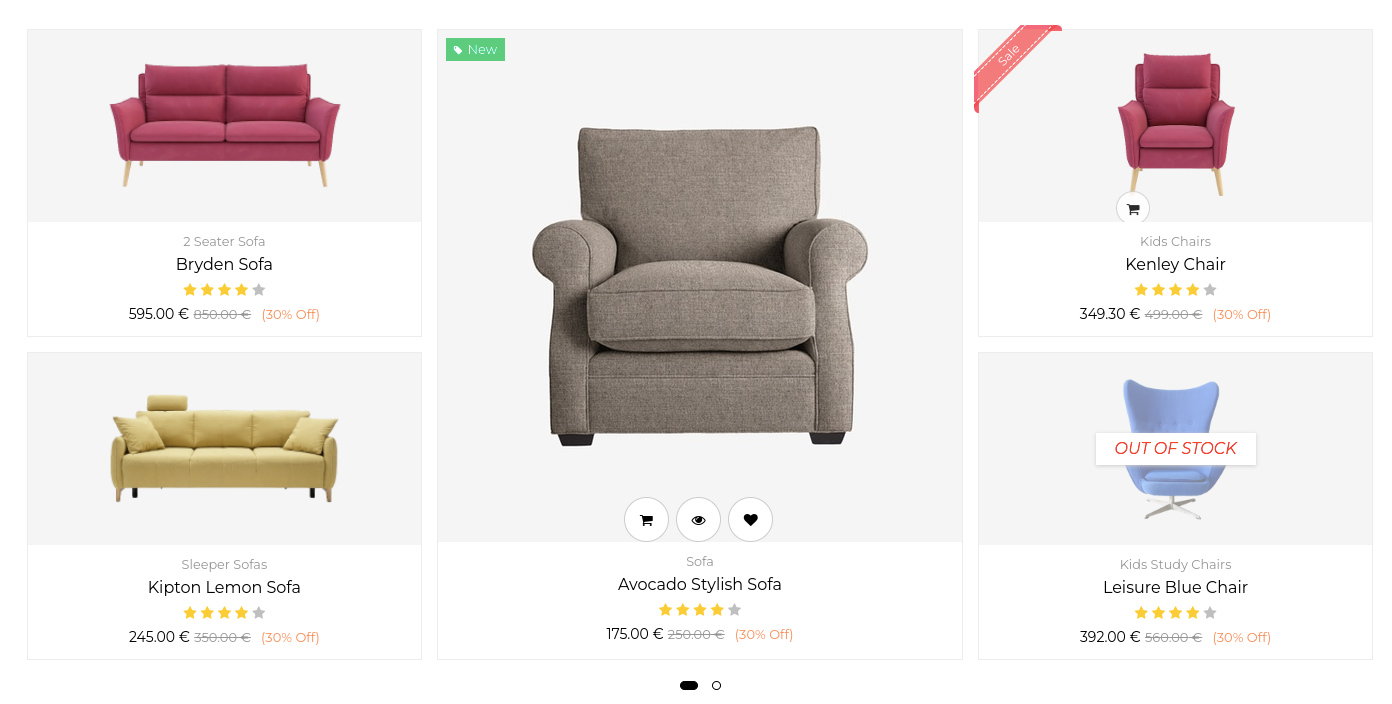 2 Seater Sofa
Bryden Sofa
595.00 € 850.00 € (30% Off)
Sleeper Sofas
Kipton Lemon Sofa
245.00 € 350.00 € (30% Off)
New
Sofa
Avocado Stylish Sofa
175.00 € 250.00 € (30% Off)
Sale
Kids Chairs
Kenley Chair
349.30 € 499.00 € (30% Off)
OUT OF STOCK
Kids Study Chairs
Leisure Blue Chair
392.00 € 560.00 € (30% Off)